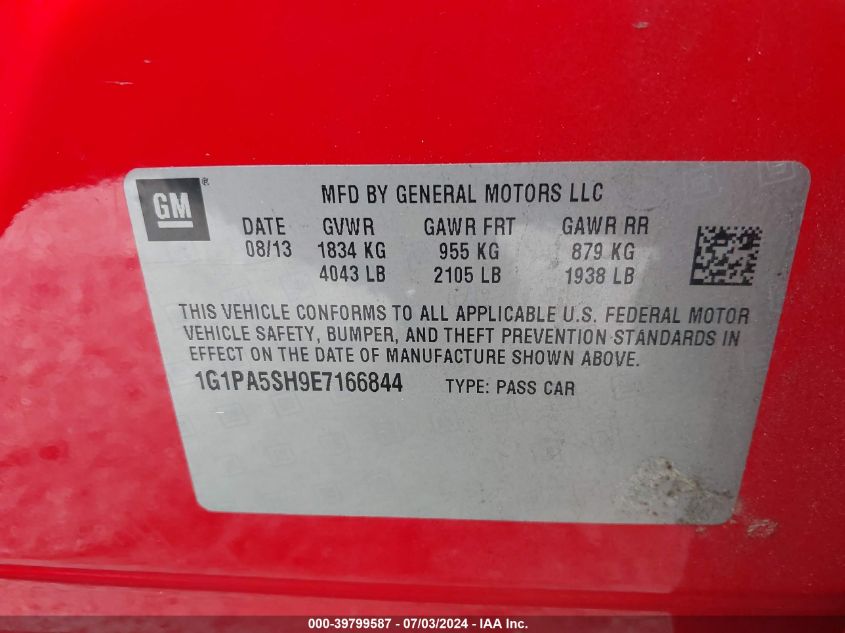 GM®
MFD BY GENERAL MOTORS LLC
DATE GVWR GAWR FRT GAWR RR
08/13 1834 KG 955 KG 879 KG
4043 LB 2105 LB 1938 LB
THIS VEHICLE CONFORMS TO ALL APPLICABLE U.S. FEDERAL MOTOR
VEHICLE SAFETY, BUMPER, AND THEFT PREVENTION STANDARDS IN
EFFECT ON THE DATE OF MANUFACTURE SHOWN ABOVE.
1G1PA5SH9E7166844 TYPE: PASS CAR
000-39799587 - 07/03/2024 - IAA Inc.